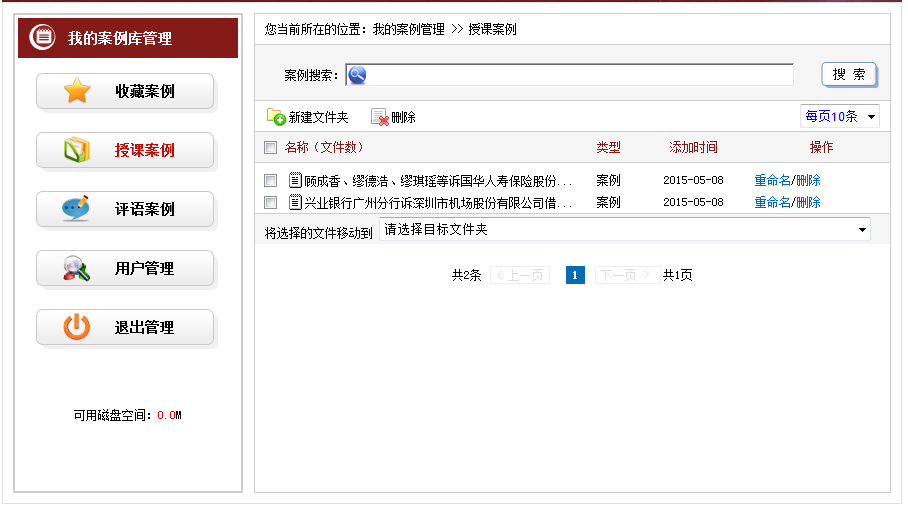 我的案例库管理
收藏案例
授课案例
评语案例
用户管理
退出管理
可用磁盘空间：0.0M
您当前所在的位置：我的案例管理 >> 授课案例
案例搜索：
搜 索
新建文件夹 删除
每页10条
名称（文件数） 类型 添加时间 操作
顾成香、缪德浩、缪琪瑶等诉国华人寿保险股份... 案例 2015-05-08 重命名/删除
兴业银行广州分行诉深圳市机场股份有限公司借... 案例 2015-05-08 重命名/删除
将选择的文件移动到 请选择目标文件夹
共2条 < 上一页 1 下一页 > 共1页